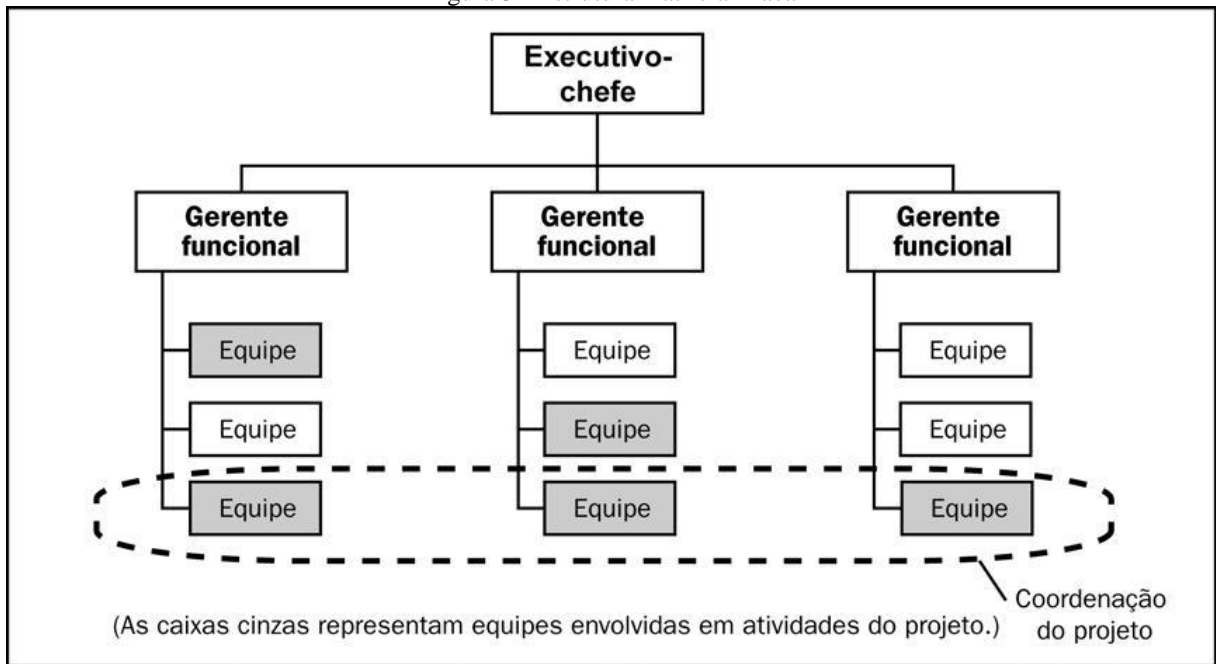 Executivo-
chefe
Gerente
funcional
Gerente
funcional
Gerente
funcional
Equipe
Equipe
Equipe
Equipe
Equipe
Equipe
Equipe
Equipe
Equipe
Coordenação
do projeto
(As caixas cinzas representam equipes envolvidas em atividades do projeto.)